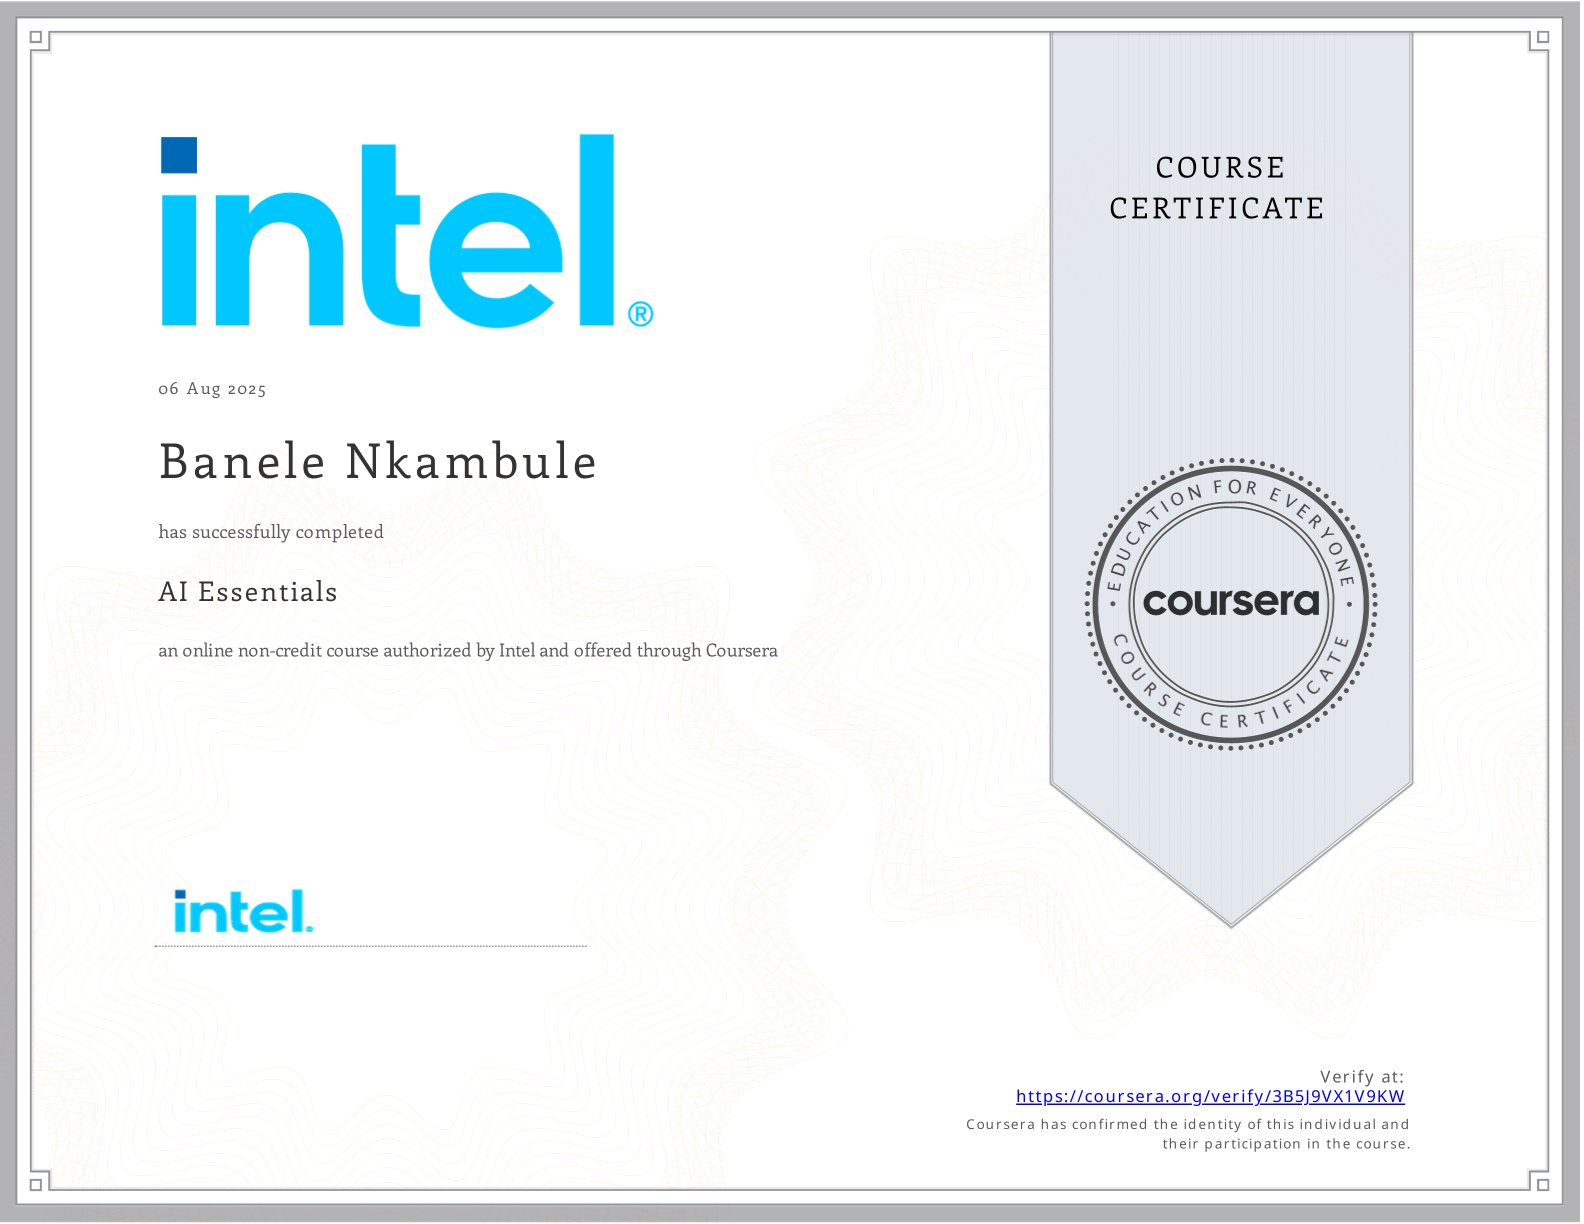 intel®
06 Aug 2025
Banele Nkambule
has successfully completed
AI Essentials
an online non-credit course authorized by Intel and offered through Coursera
intel.
COURSE
CERTIFICATE
EDUCATION FOR EVERYONE
coursera
COURSE CERTIFICATE
Verify at:
https://coursera.org/verify/3B5J9VX1V9KW
Coursera has confirmed the identity of this individual and
their participation in the course.